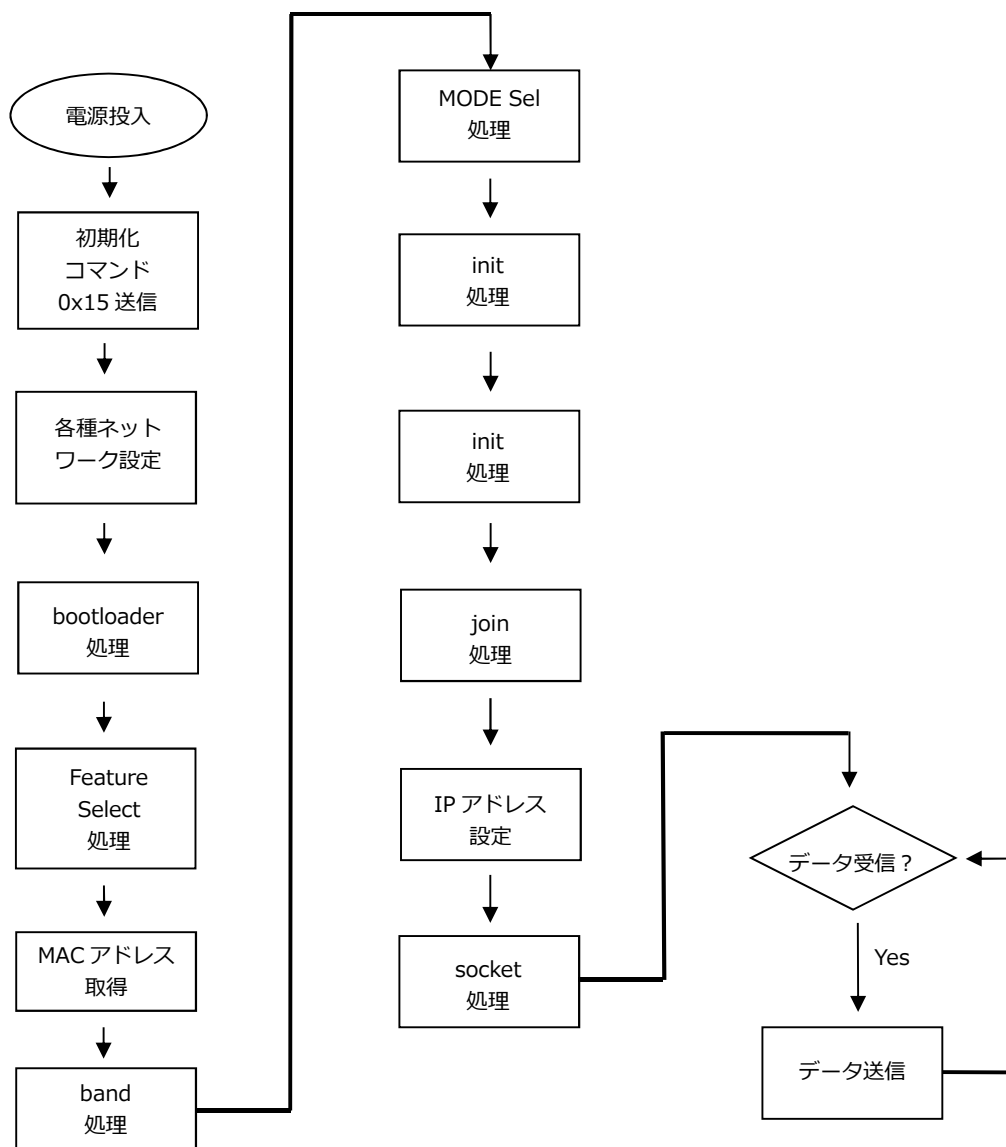 電源投入
初期化
コマンド
0x15 送信
各種ネット
ワーク設定
bootloader
処理
Feature
Select
処理
MAC アドレス
取得
band
処理
MODE Sel
処理
init
処理
init
処理
join
処理
IP アドレス
設定
socket
処理
データ受信？
Yes
データ送信